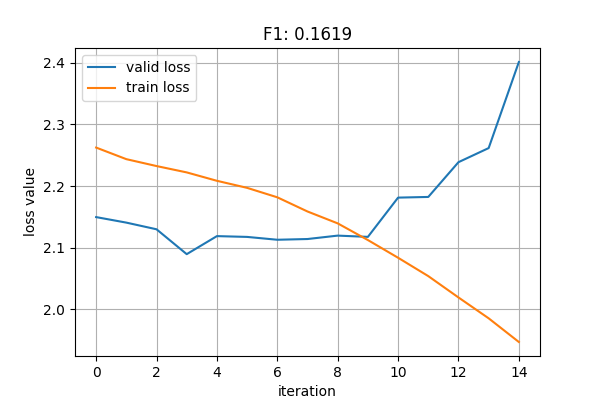 F1: 0.1619
valid loss
train loss
2.4
2.3
2.2
2.1
2.0
loss value
0 2 4 6 8 10 12 14
iteration